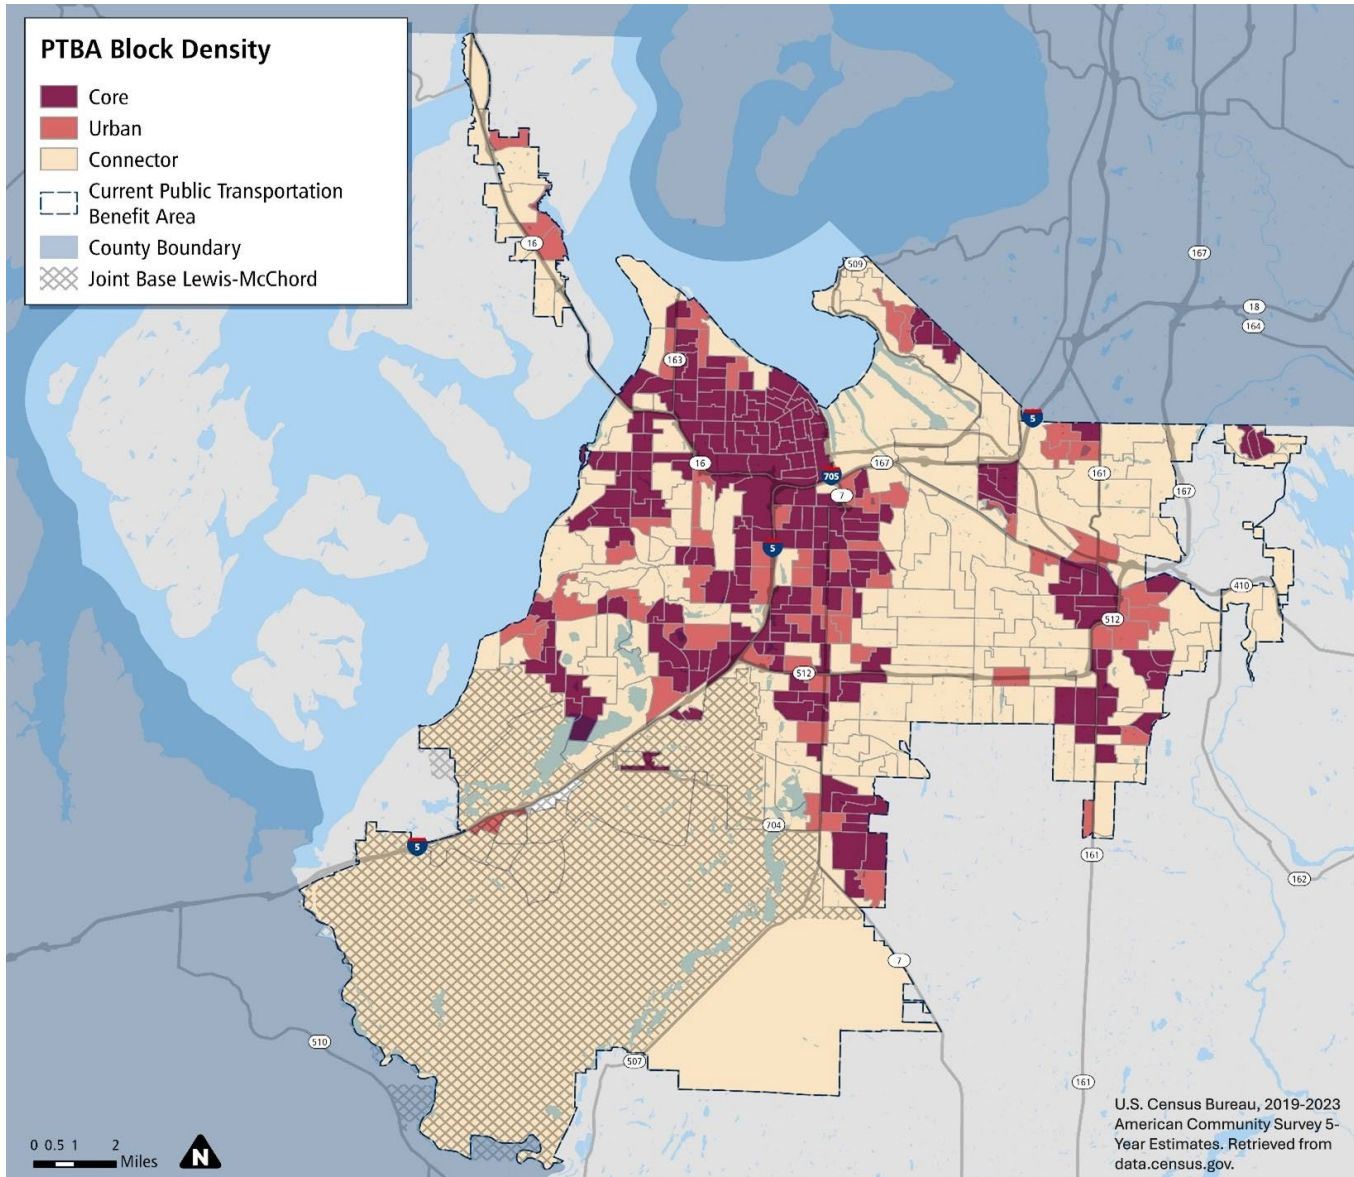 PTBA Block Density
Core
Urban
Connector
Current Public Transportation
Benefit Area
County Boundary
Joint Base Lewis-McChord
16
509
167
18
164
163
5
16
167
161
705
7
167
5
410
512
512
704
5
161
162
7
510
507
161
0 0.5 1 2
Miles
N
U.S. Census Bureau, 2019-2023
American Community Survey 5-
Year Estimates. Retrieved from
data.census.gov.